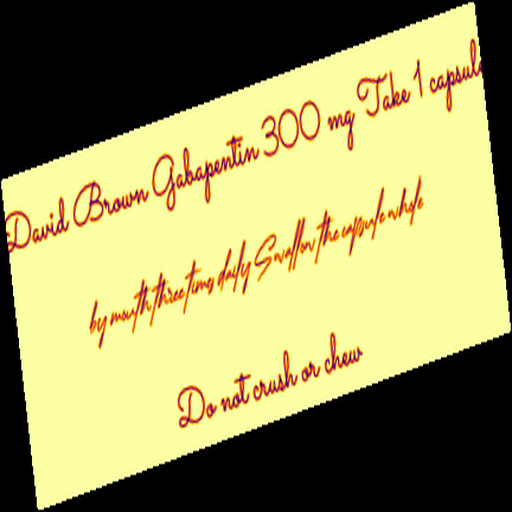 David Brown Gabapentin 300 mg Take 1 capsule
by mouth three times daily Swallow the capsule whole
Do not crush or chew